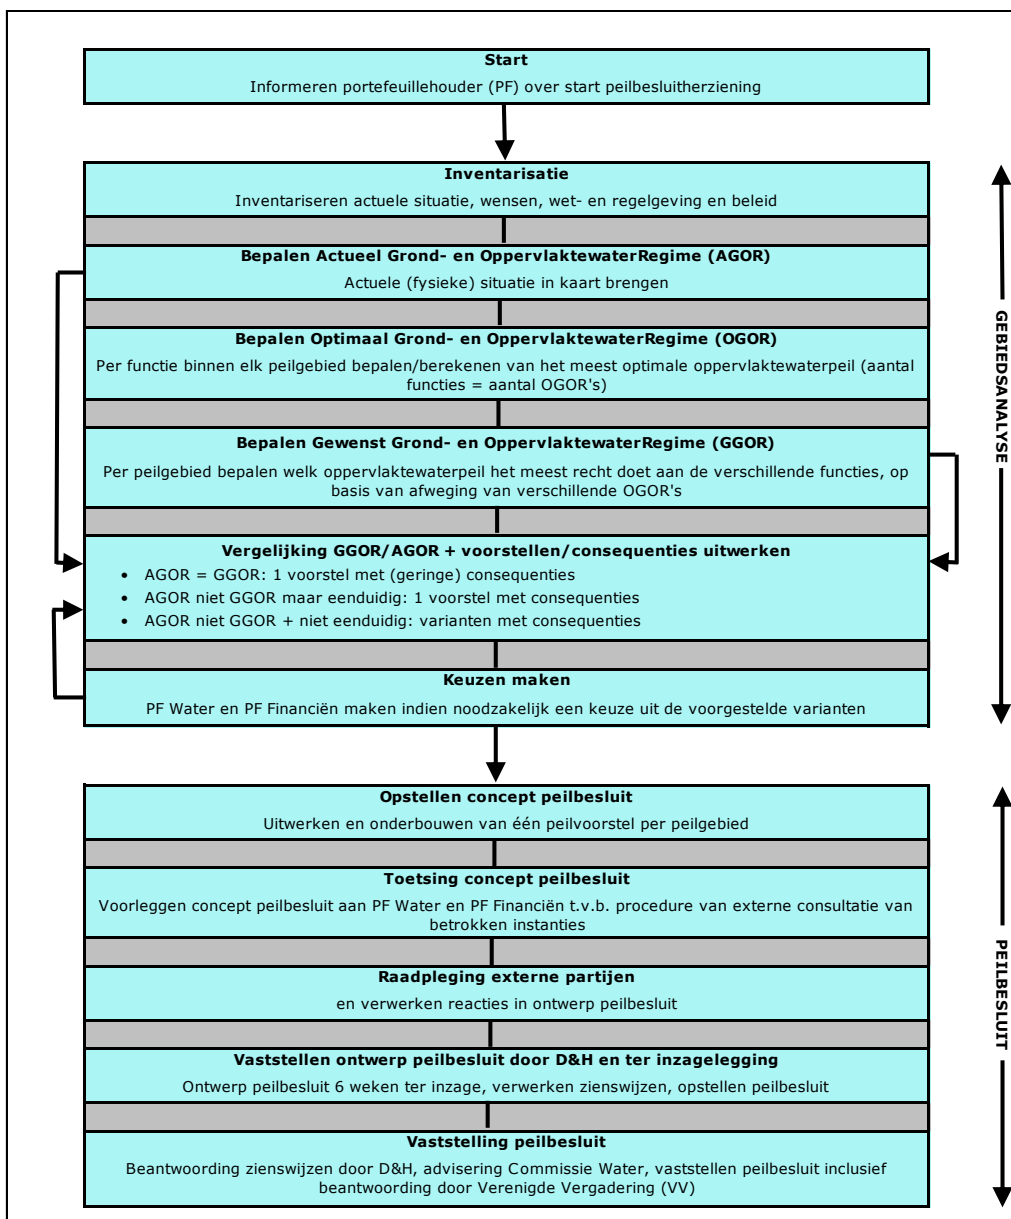 Start
Informeren portefeuillehouder (PF) over start peilbesluitherziening
Inventarisatie
Inventariseren actuele situatie, wensen, wet- en regelgeving en beleid
Bepalen Actueel Grond- en OppervlaktewaterRegime (AGOR)
Actuele (fysieke) situatie in kaart brengen
Bepalen Optimaal Grond- en OppervlaktewaterRegime (OGOR)
Per functie binnen elk peilgebied bepalen/berekenen van het meest optimale oppervlaktewaterpeil (aantal
functies = aantal OGOR's)
Bepalen Gewenst Grond- en OppervlaktewaterRegime (GGOR)
Per peilgebied bepalen welk oppervlaktewaterpeil het meest recht doet aan de verschillende functies, op
basis van afweging van verschillende OGOR's
Vergelijking GGOR/AGOR + voorstellen/consequenties uitwerken
• AGOR = GGOR: 1 voorstel met (geringe) consequenties
• AGOR niet GGOR maar eenduidig: 1 voorstel met consequenties
• AGOR niet GGOR + niet eenduidig: varianten met consequenties
Keuzen maken
PF Water en PF Financiën maken indien noodzakelijk een keuze uit de voorgestelde varianten
GEBIEDSANALYSE
Opstellen concept peilbesluit
Uitwerken en onderbouwen van één peilvoorstel per peilgebied
Toetsing concept peilbesluit
Voorleggen concept peilbesluit aan PF Water en PF Financiën t.v.b. procedure van externe consultatie van
betrokken instanties
Raadpleging externe partijen
en verwerken reacties in ontwerp peilbesluit
Vaststellen ontwerp peilbesluit door D&H en ter inzagelegging
Ontwerp peilbesluit 6 weken ter inzage, verwerken zienswijzen, opstellen peilbesluit
Vaststelling peilbesluit
Beantwoording zienswijzen door D&H, advisering Commissie Water, vaststellen peilbesluit inclusief
beantwoording door Verenigde Vergadering (VV)
PEILBESLUIT